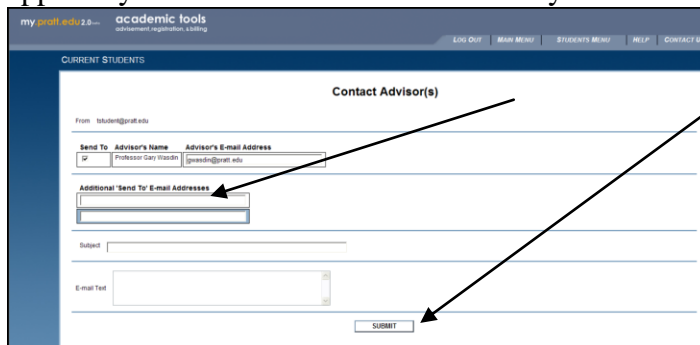 my.pratt.edu 2.0 academic tools
advisement, registration, & billing
LOG OUT MAIN MENU STUDENTS MENU HELP CONTACT U
CURRENT STUDENTS
Contact Advisor(s)
From tstudent@pratt.edu
Send To Advisor's Name Advisor's E-mail Address
Professor Gary Wasdin gwasdin@pratt.edu
Additional 'Send To' E-mail Addresses
Subject
E-mail Text
SUBMIT